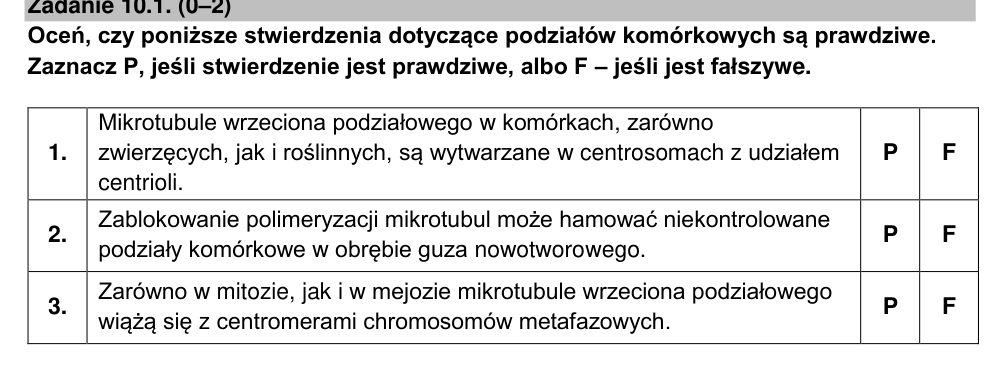 Zadanie 10.1. (0–2)
Oceń, czy poniższe stwierdzenia dotyczące podziałów komórkowych są prawdziwe.
Zaznacz P, jeśli stwierdzenie jest prawdziwe, albo F – jeśli jest fałszywe.
Mikrotubule wrzeciona podziałowego w komórkach, zarówno
1. zwierzęcych, jak i roślinnych, są wytwarzane w centrosomach z udziałem P F
centrioli.
Zablokowanie polimeryzacji mikrotubul może hamować niekontrolowane
2. P F
podziały komórkowe w obrębie guza nowotworowego.
Zarówno w mitozie, jak i w mejozie mikrotubule wrzeciona podziałowego
3. P F
wiążą się z centromerami chromosomów metafazowych.